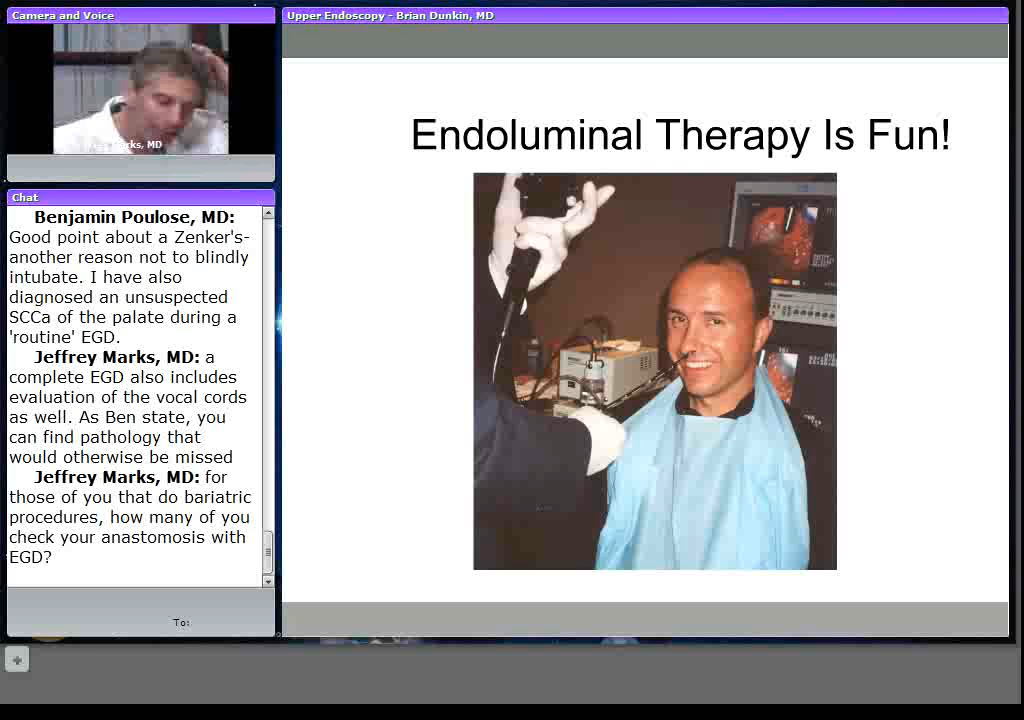 Camera and Voice
Marks, MD
Chat
Benjamin Poulose, MD:
Good point about a Zenker's-
another reason not to blindly
intubate. I have also
diagnosed an unsuspected
SCCa of the palate during a
'routine' EGD.
Jeffrey Marks, MD: a
complete EGD also includes
evaluation of the vocal cords
as well. As Ben state, you
can find pathology that
would otherwise be missed
Jeffrey Marks, MD: for
those of you that do bariatric
procedures, how many of you
check your anastomosis with
EGD?
To:
Upper Endoscopy - Brian Dunkin, MD
Endoluminal Therapy Is Fun!